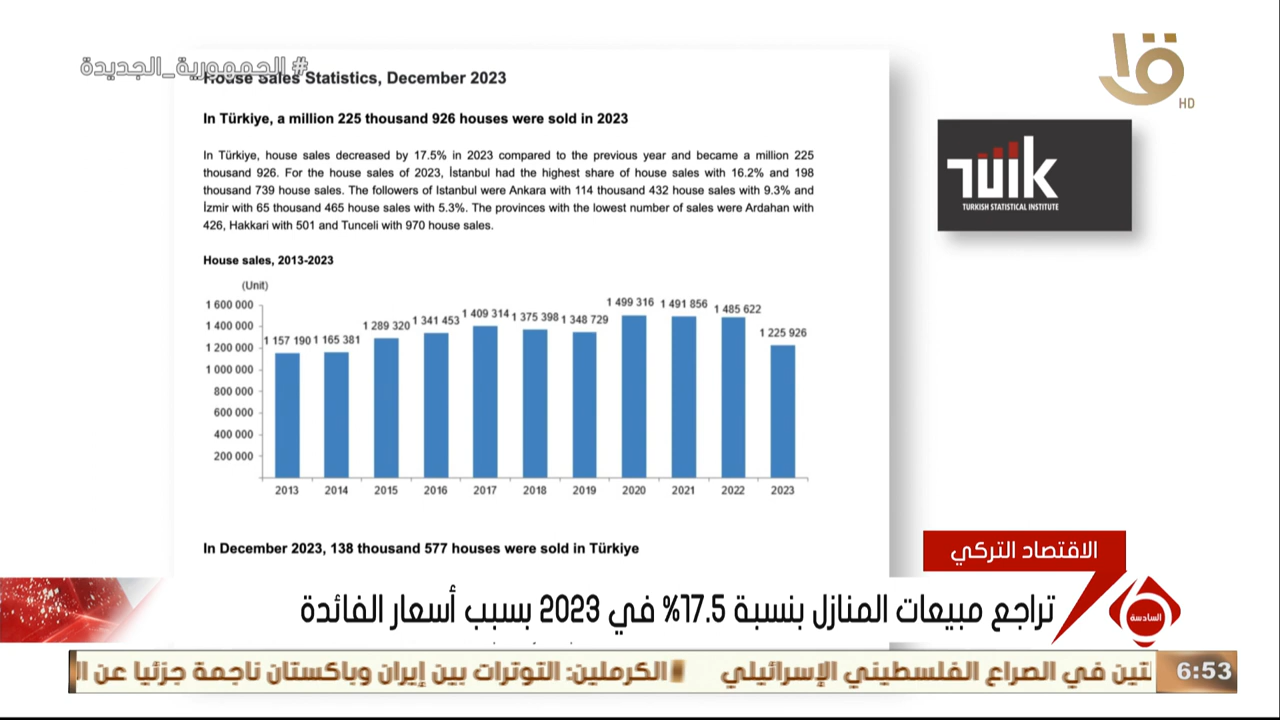 #الجمهورية_الجديدة
House Sales Statistics, December 2023
HD
In Türkiye, a million 225 thousand 926 houses were sold in 2023
In Türkiye, house sales decreased by 17.5% in 2023 compared to the previous year and became a million 225
thousand 926. For the house sales of 2023, İstanbul had the highest share of house sales with 16.2% and 198
thousand 739 house sales. The followers of Istanbul were Ankara with 114 thousand 432 house sales with 9.3% and
İzmir with 65 thousand 465 house sales with 5.3%. The provinces with the lowest number of sales were Ardahan with
426, Hakkari with 501 and Tunceli with 970 house sales.
TÜİK
TURKISH STATISTICAL INSTITUTE
House sales, 2013-2023
(Unit)
1 600 000
1 400 000
1 200 000
1 000 000
800 000
600 000
400 000
200 000
1 157 190 1 165 381 1 289 320 1 341 453 1 409 314 1 375 398 1 348 729 1 499 316 1 491 856 1 485 622 1 225 926
2013 2014 2015 2016 2017 2018 2019 2020 2021 2022 2023
In December 2023, 138 thousand 577 houses were sold in Türkiye
الاقتصاد التركي
تراجع مبيعات المنازل بنسبة 17.5% في 2023 بسبب أسعار الفائدة
السادسة
لتين في الصراع الفلسطيني الإسرائيلي الكرملين: التوترات بين إيران وباكستان ناجمة جزئيا عن ال
6:53